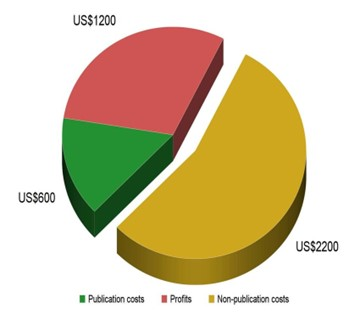 US$1200
US$600
US$2200
Publication costs Profits Non-publication costs